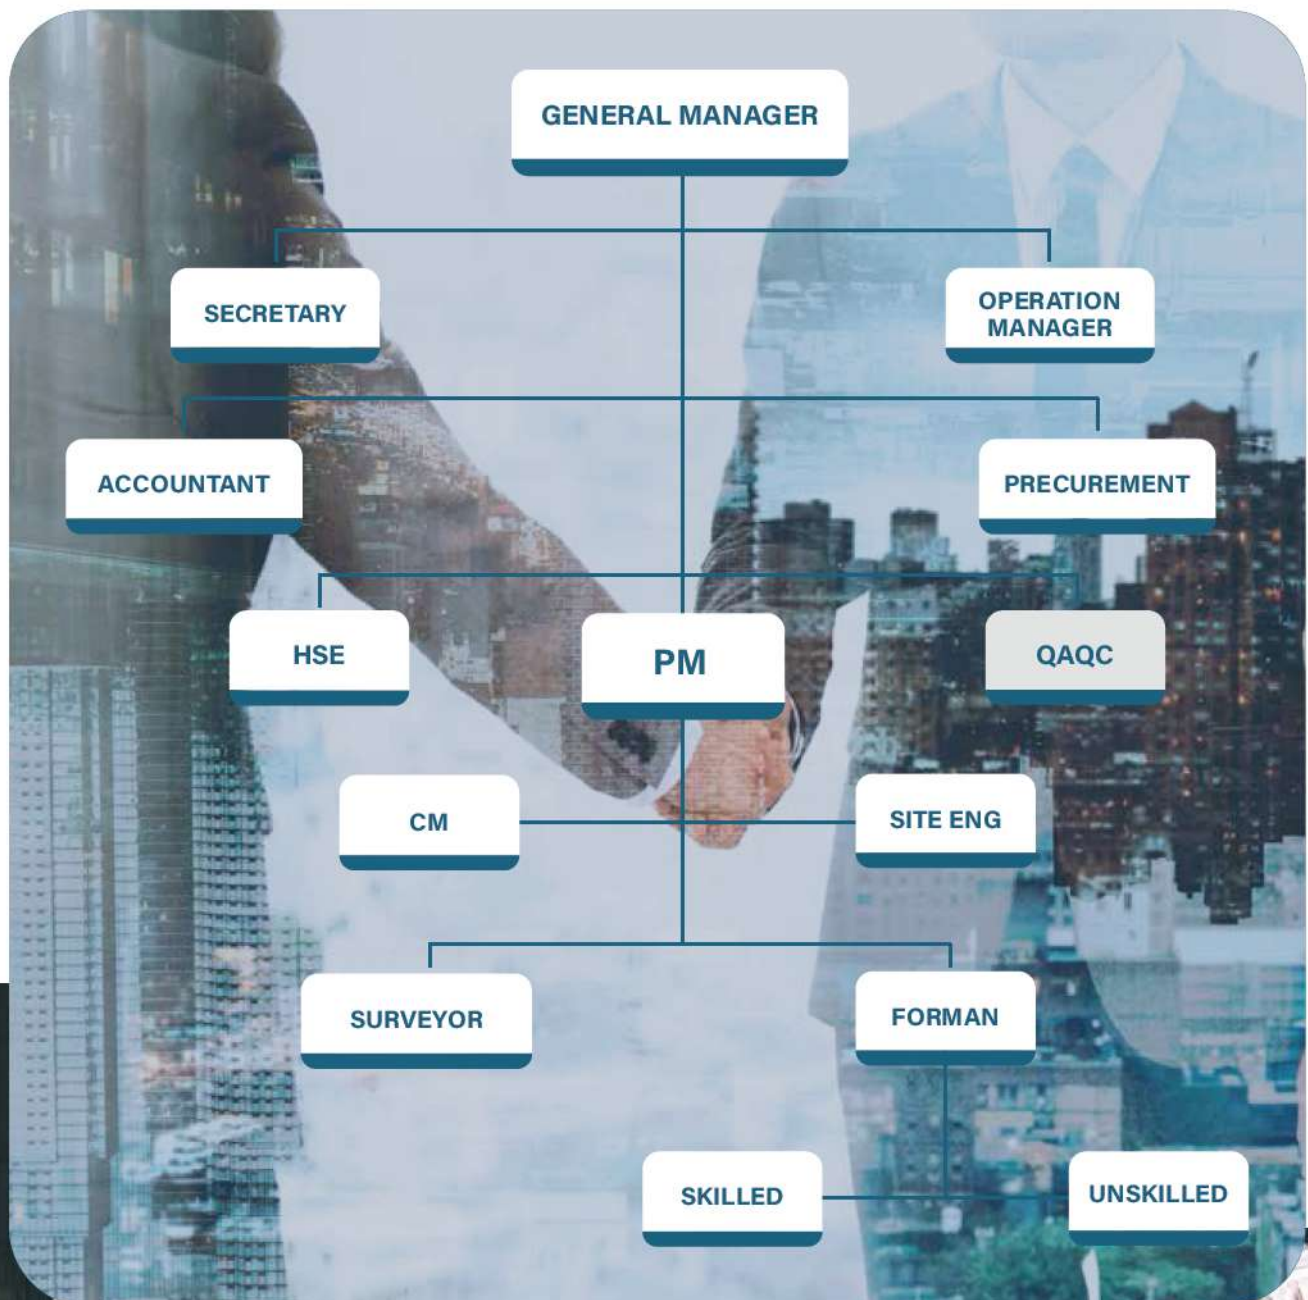 GENERAL MANAGER
SECRETARY
OPERATION
MANAGER
ACCOUNTANT
PRECUREMENT
HSE
PM
QAQC
CM
SITE ENG
SURVEYOR
FORMAN
SKILLED
UNSKILLED